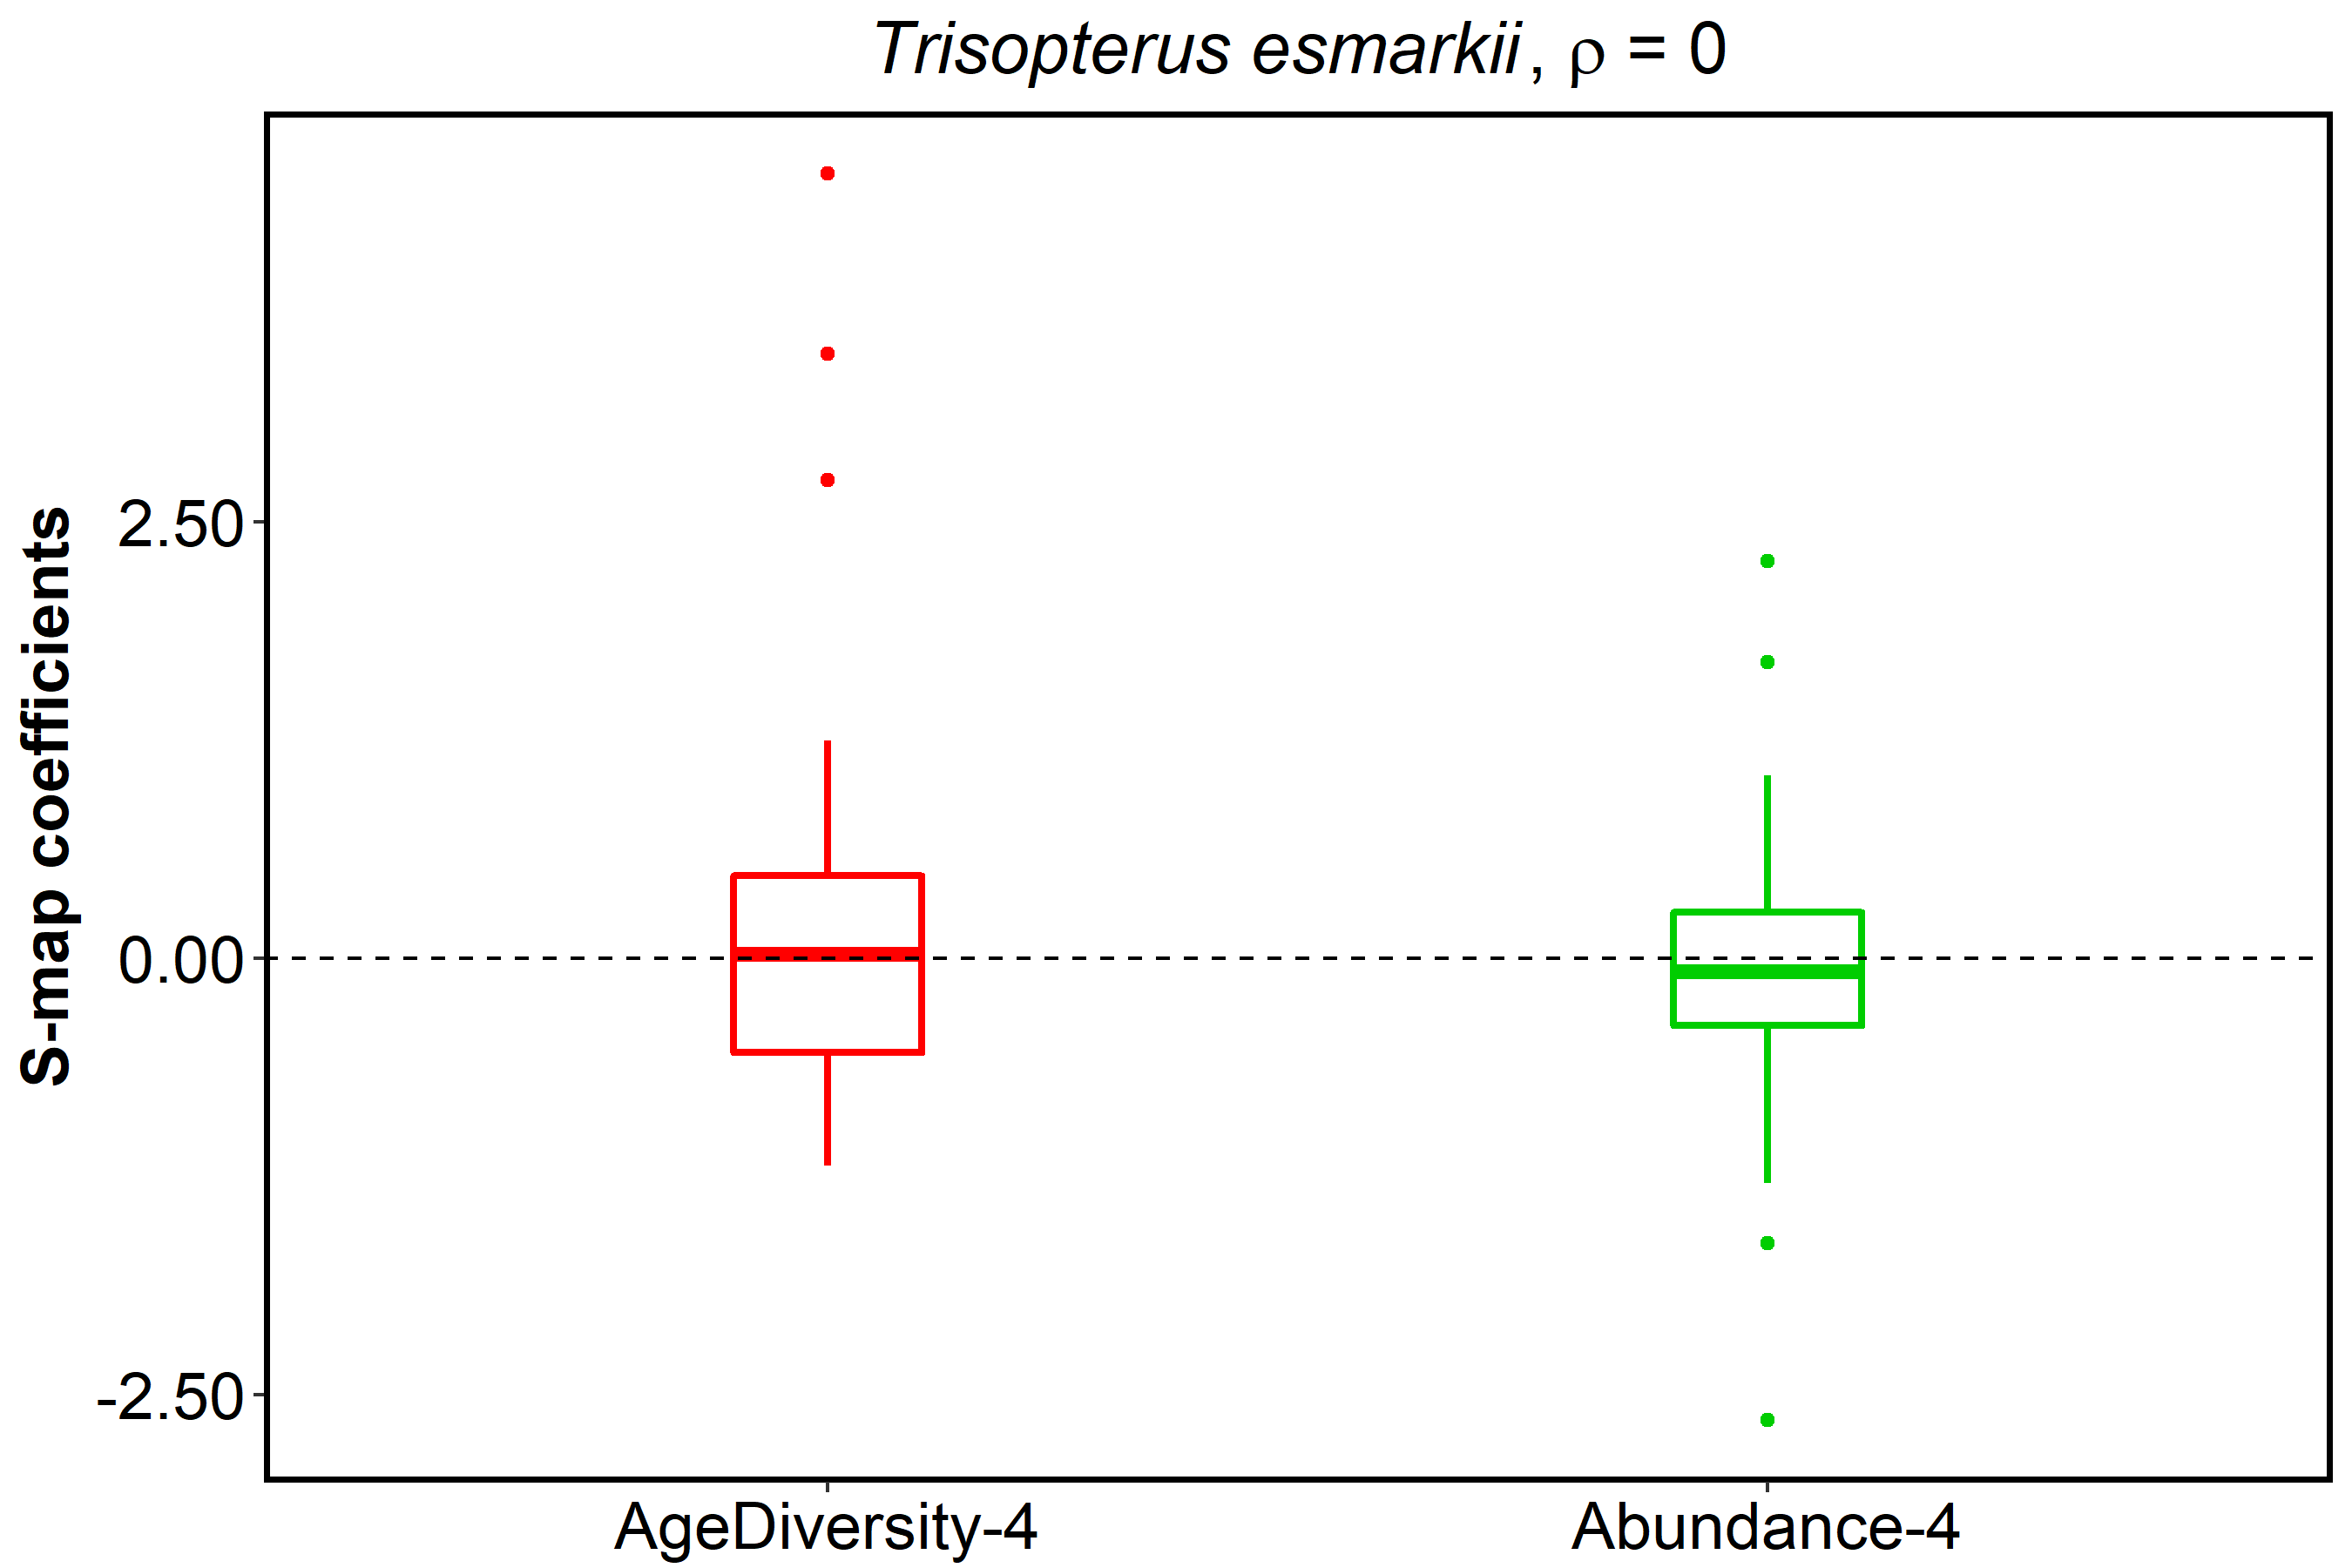 Trisopterus esmarkii, ρ = 0
S-map coefficients
2.50
0.00
-2.50
AgeDiversity-4
Abundance-4